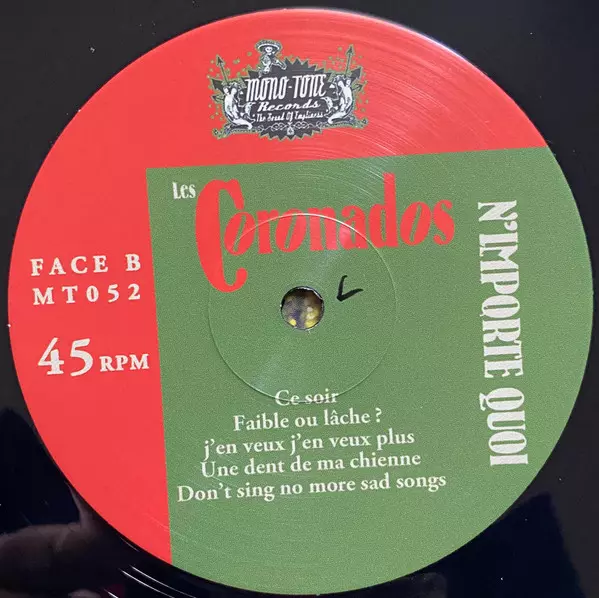 MONO-TONE
Records
The Sound Of Ugliness
Les
Coronados
N'IMPORTE QUOI
FACE B
MT052
45 RPM
Ce soir
Faible ou lâche ?
j'en veux j'en veux plus
Une dent de ma chienne
Don't sing no more sad songs